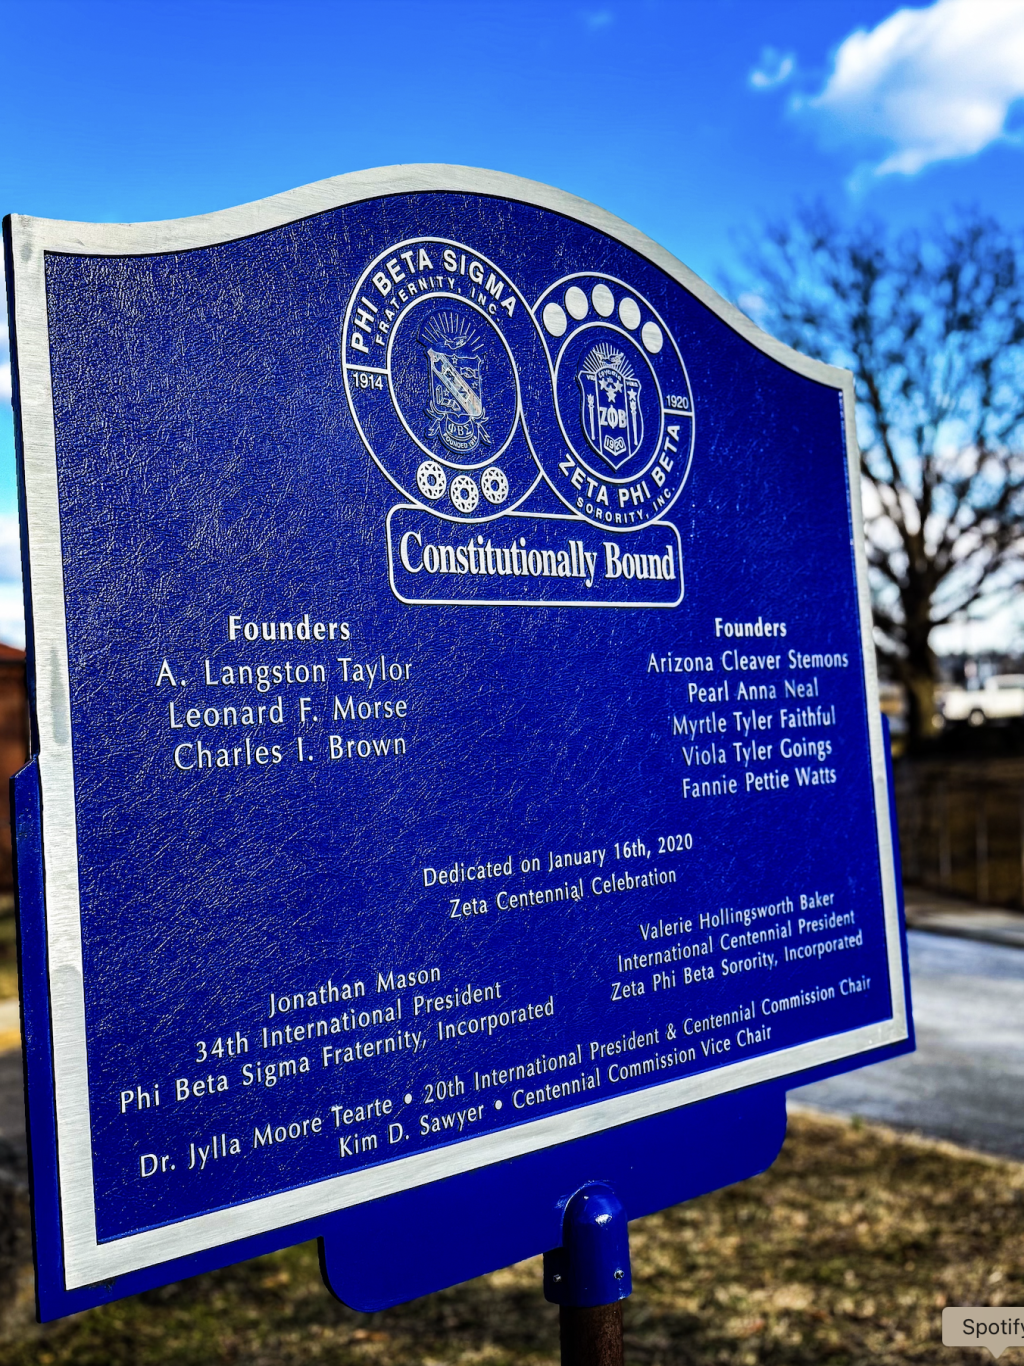 PHI BETA SIGMA
FRATERNITY, INC.
1914
ΦΒΣ
1920
ΖΦΒ
1920
ZETA PHI BETA
SORORITY, INC.
Constitutionally Bound
Founders
A. Langston Taylor
Leonard F. Morse
Charles I. Brown
Founders
Arizona Cleaver Stemons
Pearl Anna Neal
Myrtle Tyler Faithful
Viola Tyler Goings
Fannie Pettie Watts
Dedicated on January 16th, 2020
Zeta Centennial Celebration
Jonathan Mason
34th International President
Phi Beta Sigma Fraternity, Incorporated
Valerie Hollingsworth Baker
International Centennial President
Zeta Phi Beta Sorority, Incorporated
Dr. Jylla Moore Tearte • 20th International President & Centennial Commission Chair
Kim D. Sawyer • Centennial Commission Vice Chair
Spotify